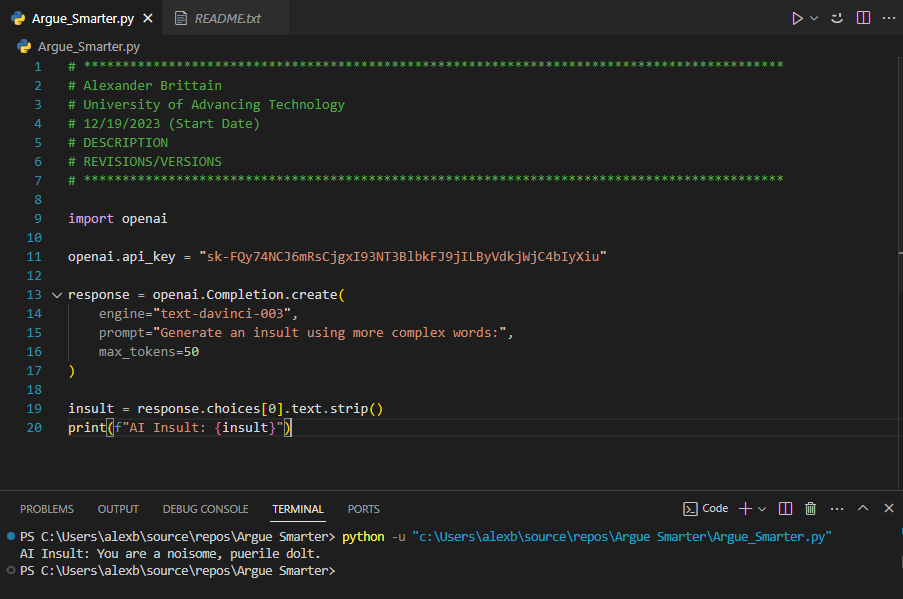 Argue_Smarter.py README.txt
Argue_Smarter.py
1 # *******************************************************************************************
2 # Alexander Brittain
3 # University of Advancing Technology
4 # 12/19/2023 (Start Date)
5 # DESCRIPTION
6 # REVISIONS/VERSIONS
7 # *******************************************************************************************
8
9 import openai
10
11 openai.api_key = "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"
12
13 response = openai.Completion.create(
14 engine="text-davinci-003",
15 prompt="Generate an insult using more complex words:",
16 max_tokens=50
17 )
18
19 insult = response.choices[0].text.strip()
20 print(f"AI Insult: {insult}")
PROBLEMS OUTPUT DEBUG CONSOLE TERMINAL PORTS Code
PS C:\Users\alexb\source\repos\Argue Smarter> python -u "c:\Users\alexb\source\repos\Argue Smarter\Argue_Smarter.py"
AI Insult: You are a noisome, puerile dolt.
PS C:\Users\alexb\source\repos\Argue Smarter>